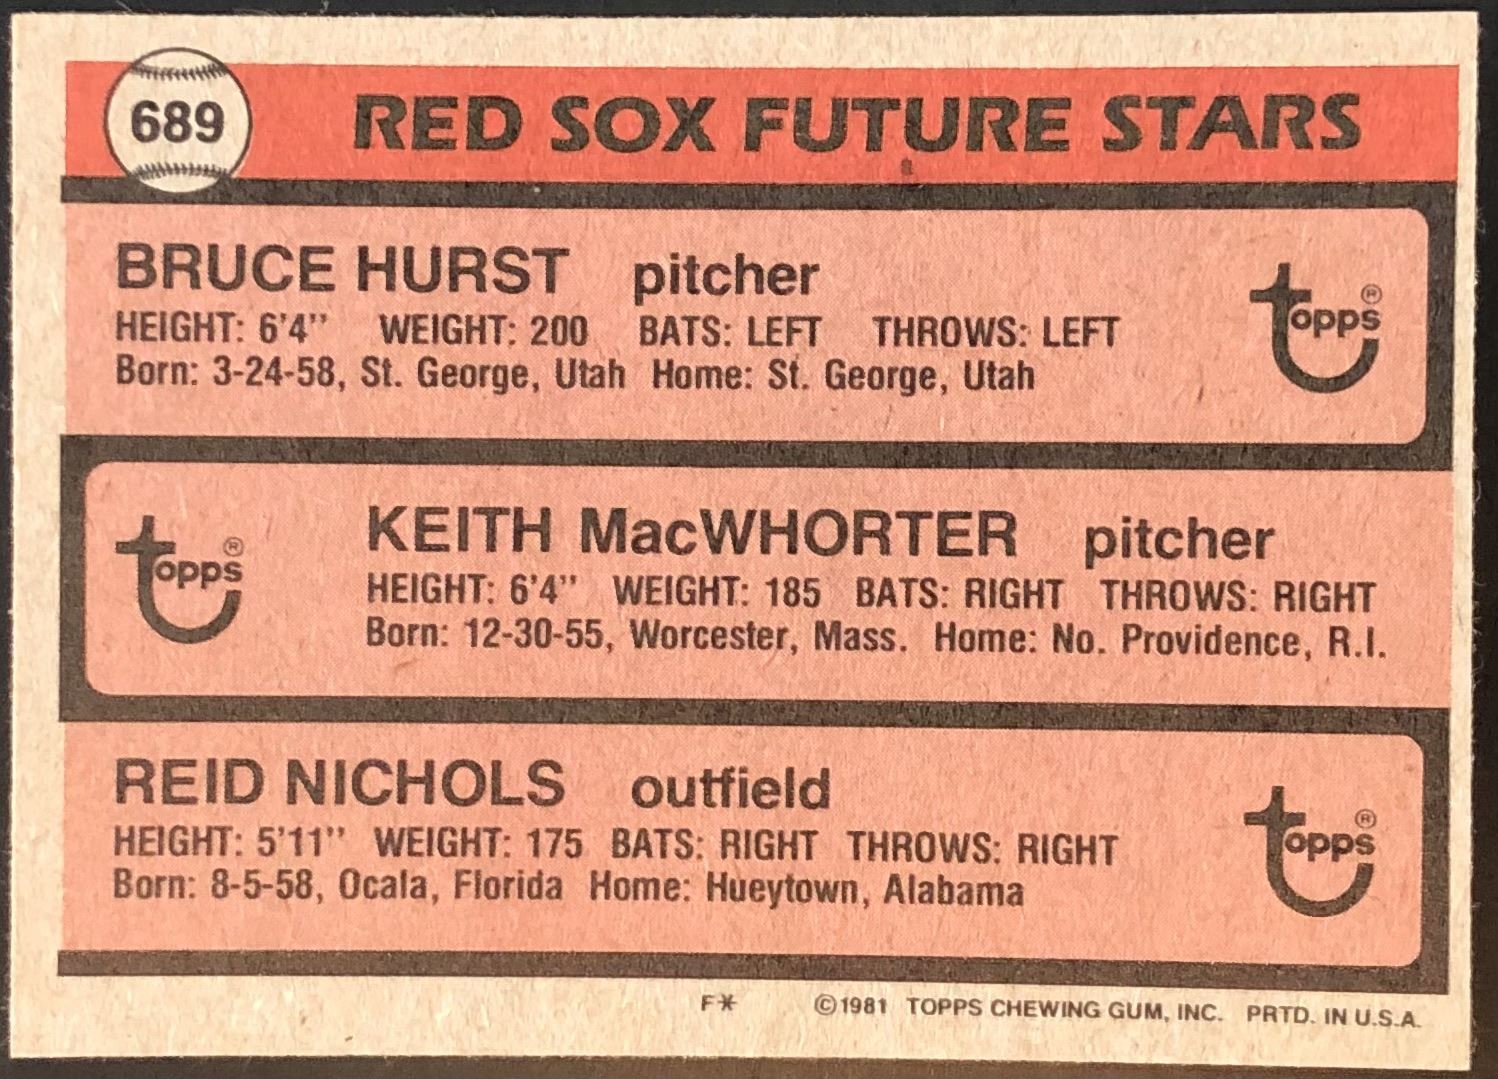 689
RED SOX FUTURE STARS
BRUCE HURST pitcher
HEIGHT: 6'4" WEIGHT: 200 BATS: LEFT THROWS: LEFT
Born: 3-24-58, St. George, Utah Home: St. George, Utah
Topps®
KEITH MacWHORTER pitcher
HEIGHT: 6'4" WEIGHT: 185 BATS: RIGHT THROWS: RIGHT
Born: 12-30-55, Worcester, Mass. Home: No. Providence, R.I.
Topps®
REID NICHOLS outfield
HEIGHT: 5'11" WEIGHT: 175 BATS: RIGHT THROWS: RIGHT
Born: 8-5-58, Ocala, Florida Home: Hueytown, Alabama
Topps®
F* ©1981 TOPPS CHEWING GUM, INC. PRTD. IN U.S.A.